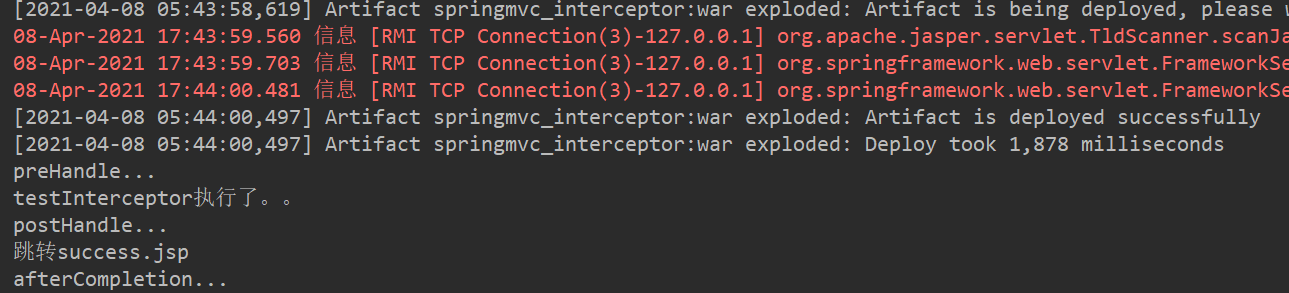 [2021-04-08 05:43:58,619] Artifact springmvc_interceptor:war exploded: Artifact is being deployed, please
08-Apr-2021 17:43:59.560 信息 [RMI TCP Connection(3)-127.0.0.1] org.apache.jasper.servlet.TldScanner.scanJa
08-Apr-2021 17:43:59.703 信息 [RMI TCP Connection(3)-127.0.0.1] org.springframework.web.servlet.FrameworkSe
08-Apr-2021 17:44:00.481 信息 [RMI TCP Connection(3)-127.0.0.1] org.springframework.web.servlet.FrameworkSe
[2021-04-08 05:44:00,497] Artifact springmvc_interceptor:war exploded: Artifact is deployed successfully
[2021-04-08 05:44:00,497] Artifact springmvc_interceptor:war exploded: Deploy took 1,878 milliseconds
preHandle...
testInterceptor执行了。。
postHandle...
跳转success.jsp
afterCompletion...